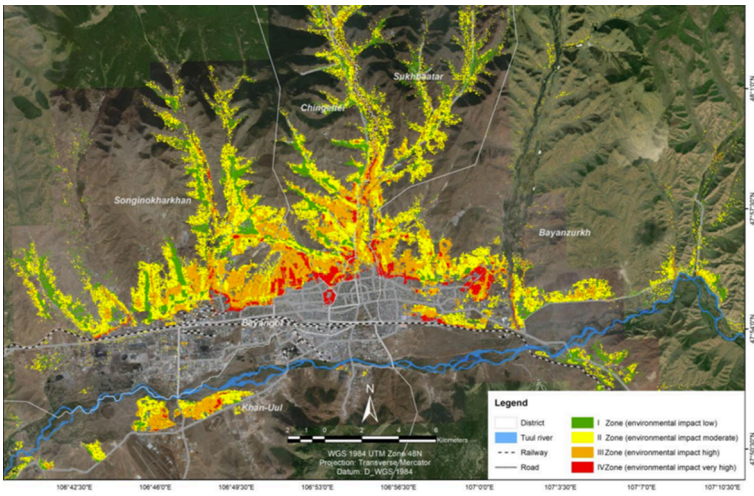 Sukhbaatar
Chingeltei
Songinokharkhan
Bayanzurkh
Bayangol
Khan-Uul
N
2 1 0 2 4 6
Kilometers
WGS 1984 UTM Zone 48N
Projection: Transverse/Mercator
Datum: D_WGS/1984
Legend
District
Tuul river
Railway
Road
I Zone (environmental impact low)
II Zone (environmental impact moderate)
III Zone (environmental impact high)
IV Zone (environmental impact very high)
106°42'30"E 106°46'0"E 106°49'30"E 106°53'0"E 106°56'30"E 107°0'0"E 107°3'30"E 107°7'0"E 107°10'30"E